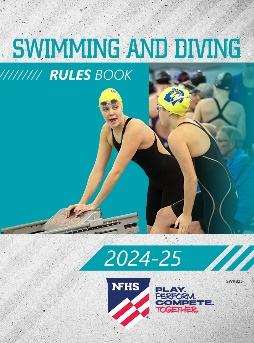 SWIMMING AND DIVING
RULES BOOK
2024-25
NFHS
PLAY.
PERFORM.
COMPETE.
TOGETHER.